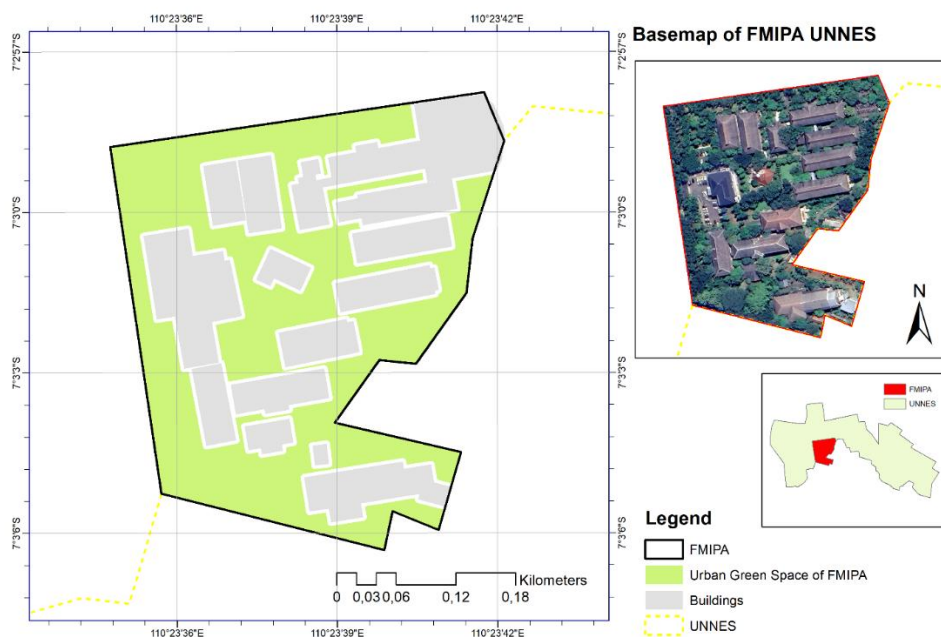 110°23'36"E
110°23'39"E
110°23'42"E
7°2'57"S
7°2'57"S
Basemap of FMIPA UNNES
7°3'0"S
7°3'0"S
N
7°3'3"S
7°3'3"S
FMIPA
UNNES
7°3'6"S
7°3'6"S
Legend
FMIPA
Urban Green Space of FMIPA
Buildings
UNNES
Kilometers
0 0,03 0,06 0,12 0,18
110°23'36"E
110°23'39"E
110°23'42"E